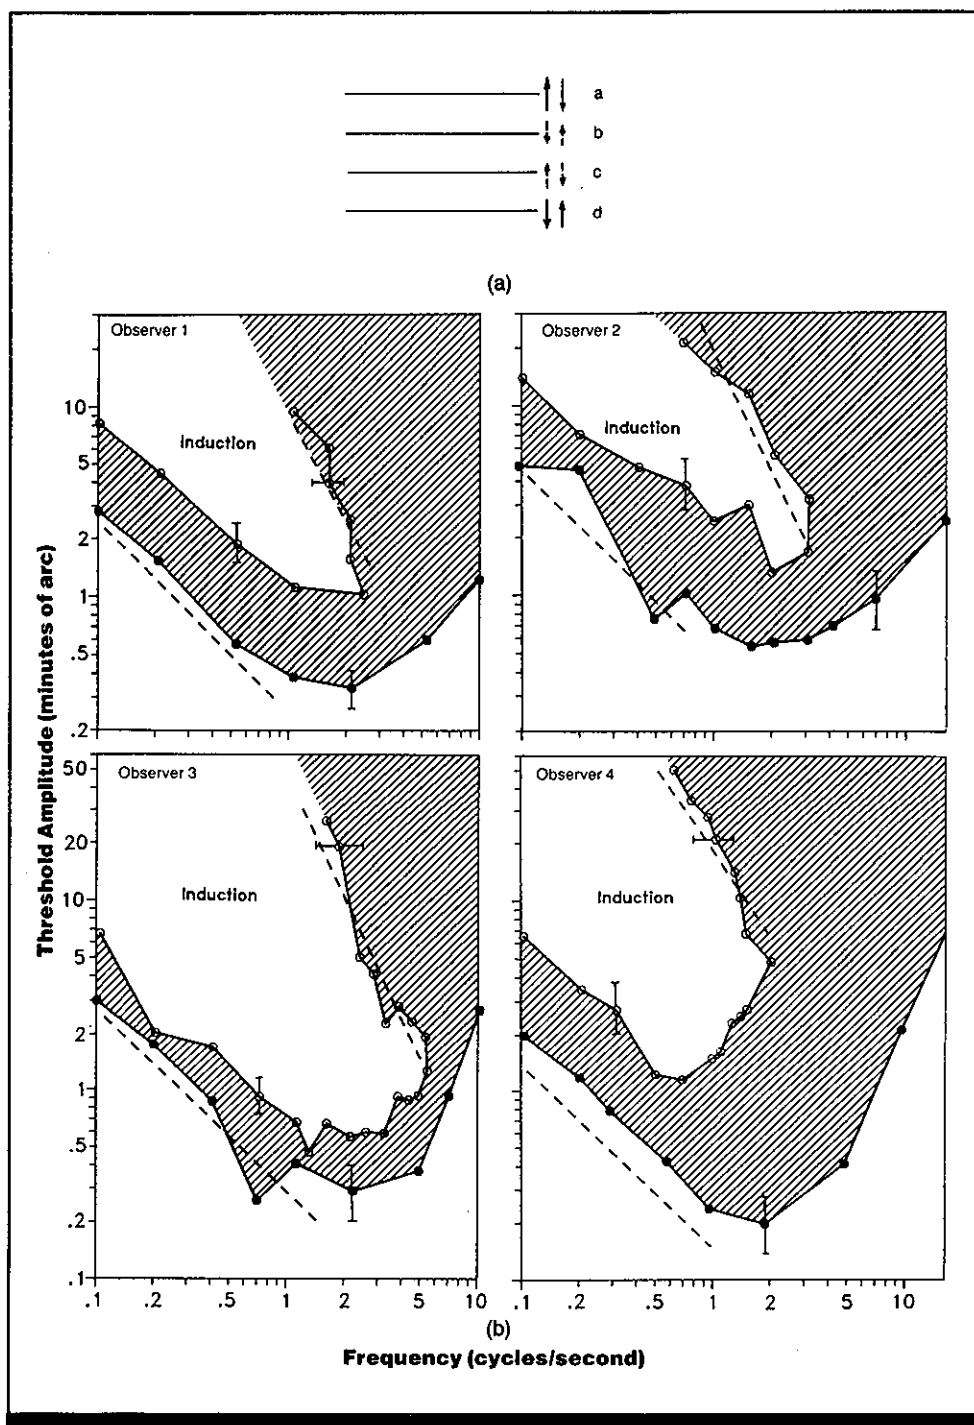 a
b
c
d
(a)
Observer 1
Observer 2
10
5
2
1
.5
.2
Induction
Induction
Observer 3
Observer 4
50
20
10
5
2
1
.5
.2
.1
Induction
Induction
.1 .2 .5 1 2 5 10
.1 .2 .5 1 2 5 10
Threshold Amplitude (minutes of arc)
(b)
Frequency (cycles/second)